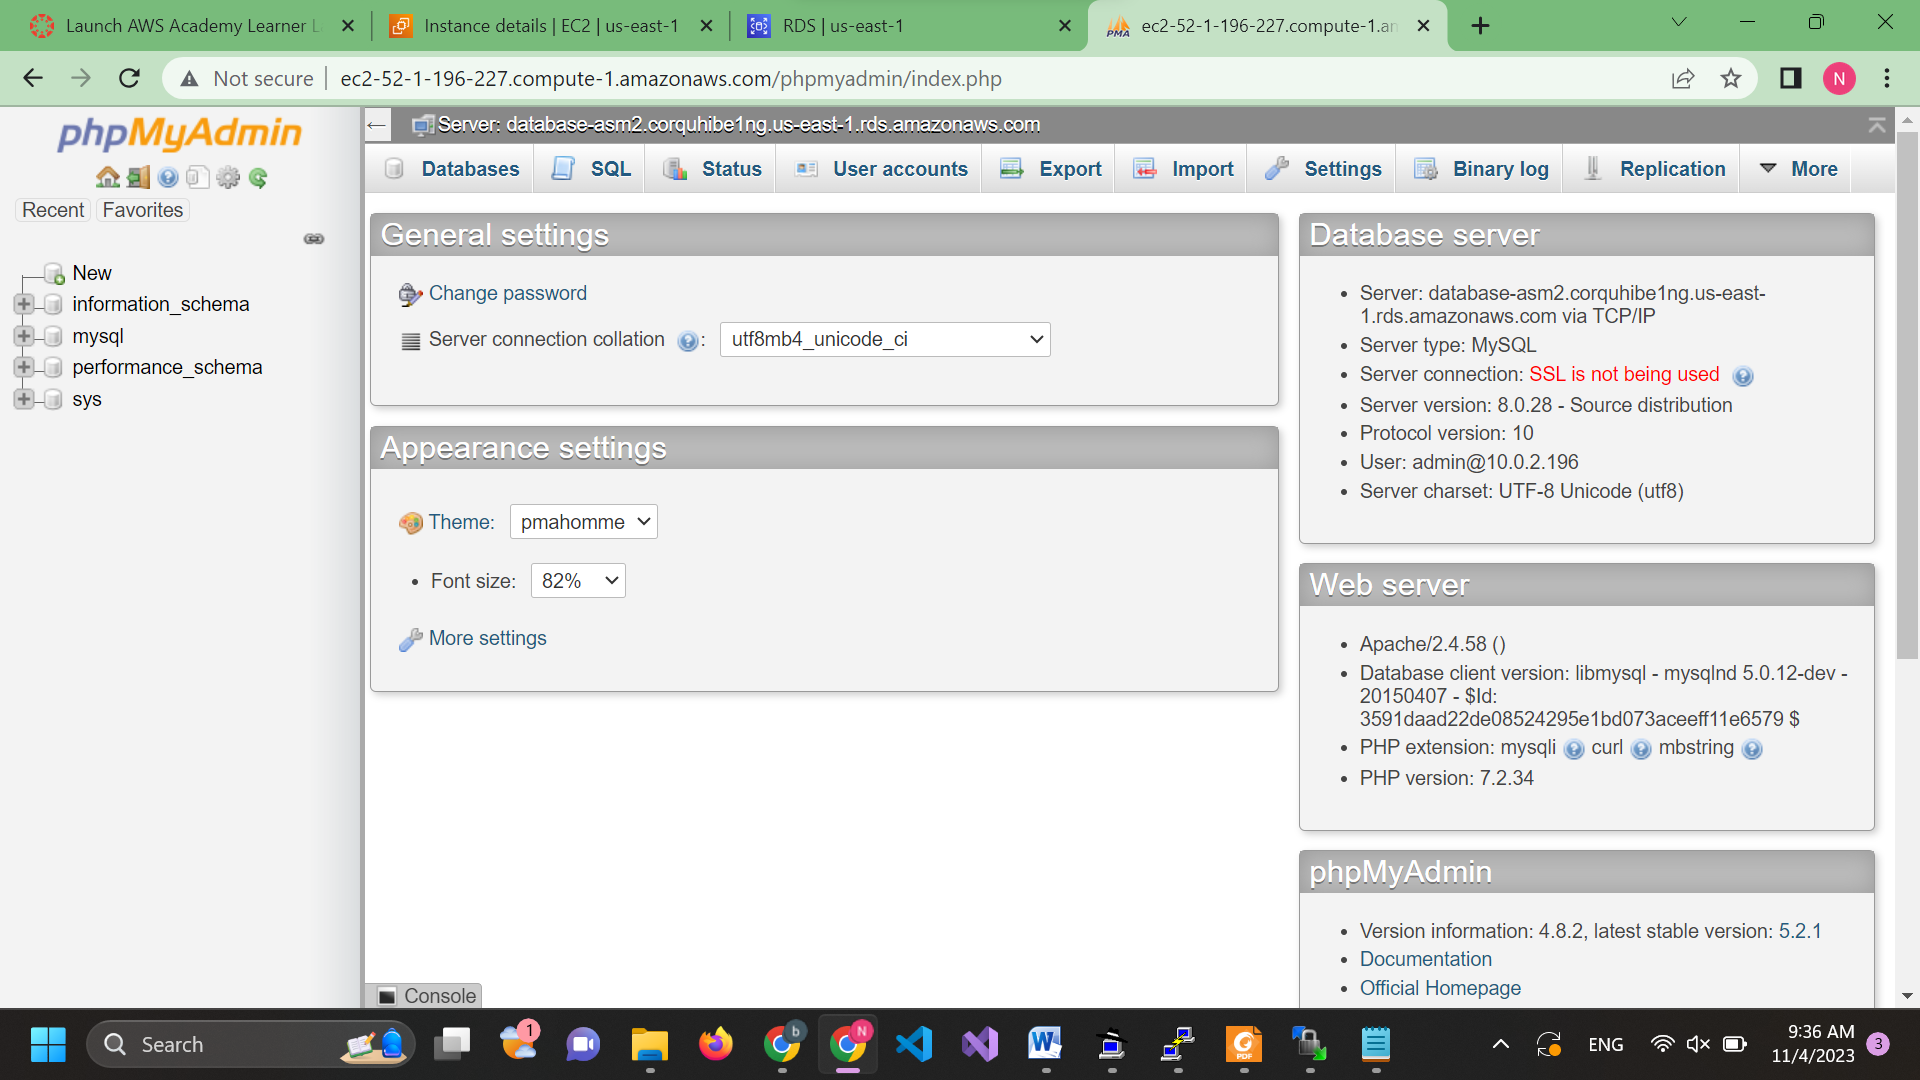 Launch AWS Academy Learner L
Instance details | EC2 | us-east-1
RDS | us-east-1
PMA
ec2-52-1-196-227.compute-1.an
Not secure
ec2-52-1-196-227.compute-1.amazonaws.com/phpmyadmin/index.php
N
phpMyAdmin
Recent
Favorites
New
information_schema
mysql
performance_schema
sys
Server: database-asm2.corquhibe1ng.us-east-1.rds.amazonaws.com
Databases
SQL
Status
User accounts
Export
Import
Settings
Binary log
Replication
More
General settings
Change password
Server connection collation
:
utf8mb4_unicode_ci
Appearance settings
Theme:
pmahomme
Font size:
82%
More settings
Database server
Server: database-asm2.corquhibe1ng.us-east-
1.rds.amazonaws.com via TCP/IP
Server type: MySQL
Server connection: SSL is not being used
Server version: 8.0.28 - Source distribution
Protocol version: 10
User: admin@10.0.2.196
Server charset: UTF-8 Unicode (utf8)
Web server
Apache/2.4.58 ()
Database client version: libmysql - mysqlnd 5.0.12-dev -
20150407 - $Id:
3591daad22de08524295e1bd073aceeff11e6579 $
PHP extension: mysqli curl mbstring
PHP version: 7.2.34
phpMyAdmin
Version information: 4.8.2, latest stable version: 5.2.1
Documentation
Official Homepage
Console
Search
1
b
N
W
PDF
ENG
9:36 AM
11/4/2023
3